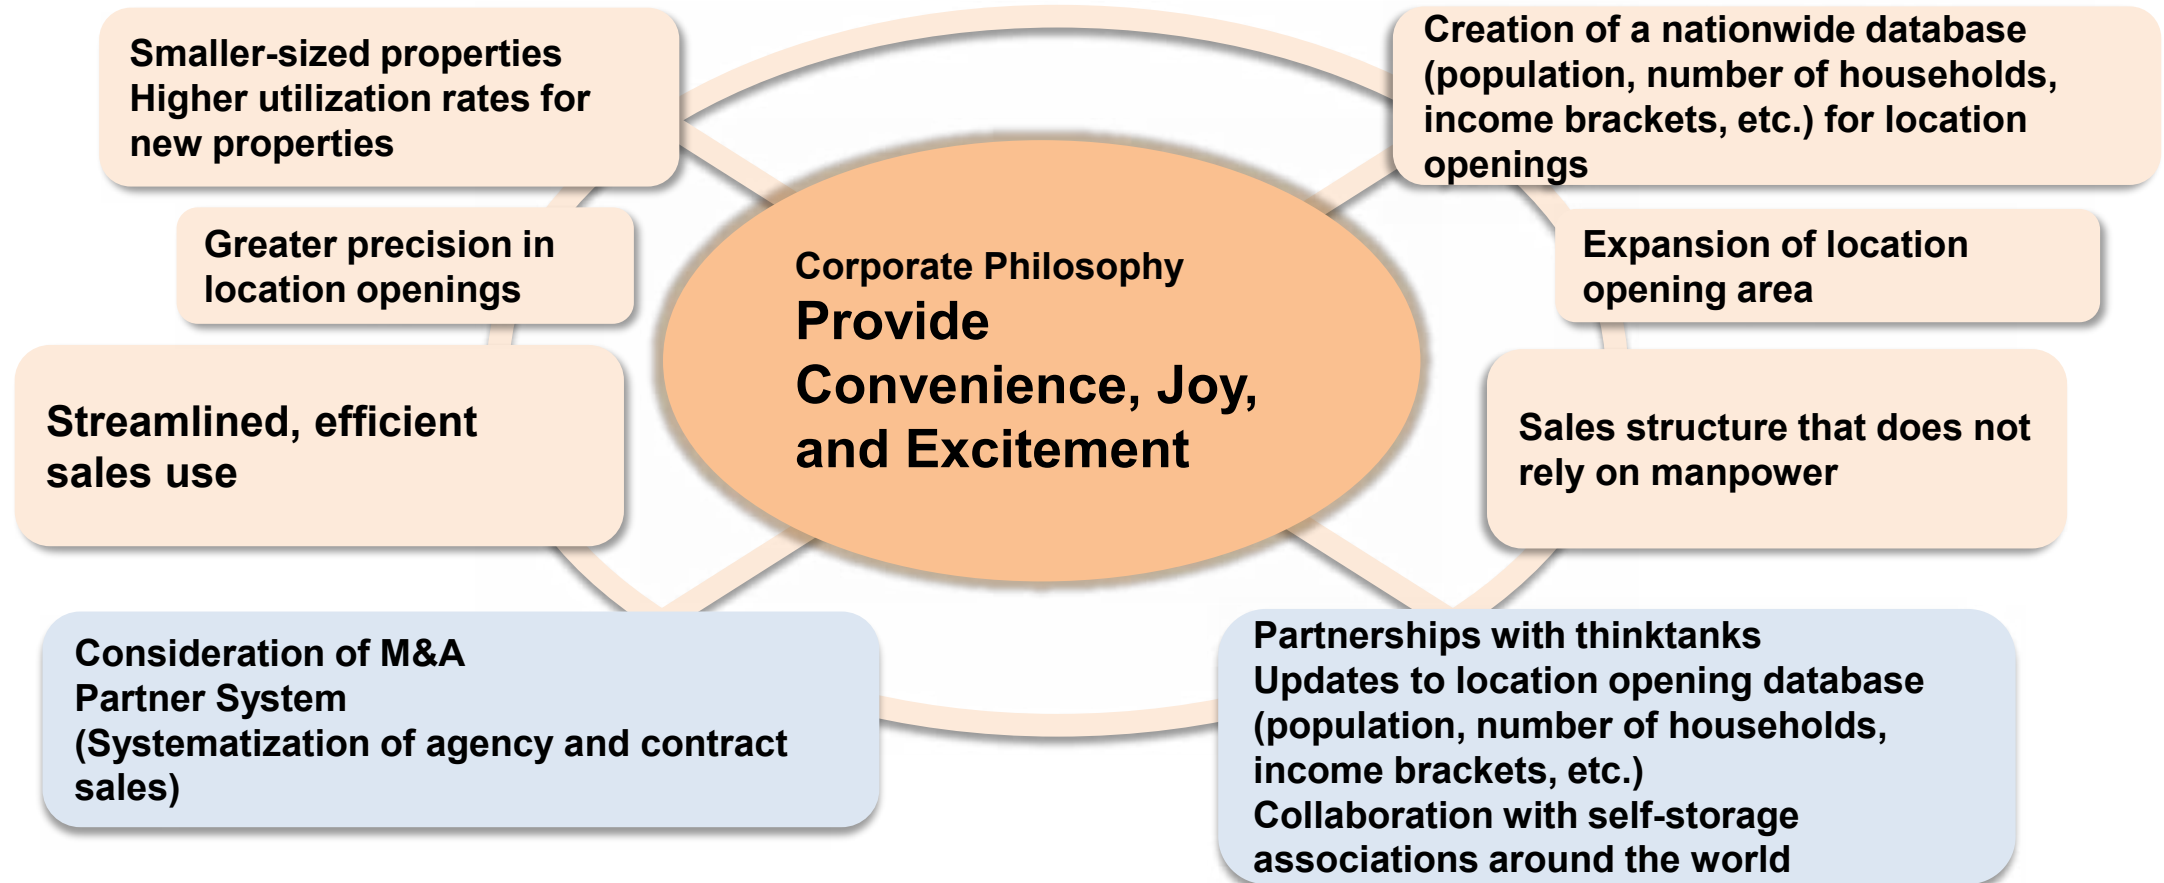 Smaller-sized properties
Higher utilization rates for
new properties
Greater precision in
location openings
Streamlined, efficient
sales use
Corporate Philosophy
Provide
Convenience, Joy,
and Excitement
Creation of a nationwide database
(population, number of households,
income brackets, etc.) for location
openings
Expansion of location
opening area
Sales structure that does not
rely on manpower
Consideration of M&A
Partner System
(Systematization of agency and contract
sales)
Partnerships with thinktanks
Updates to location opening database
(population, number of households,
income brackets, etc.)
Collaboration with self-storage
associations around the world